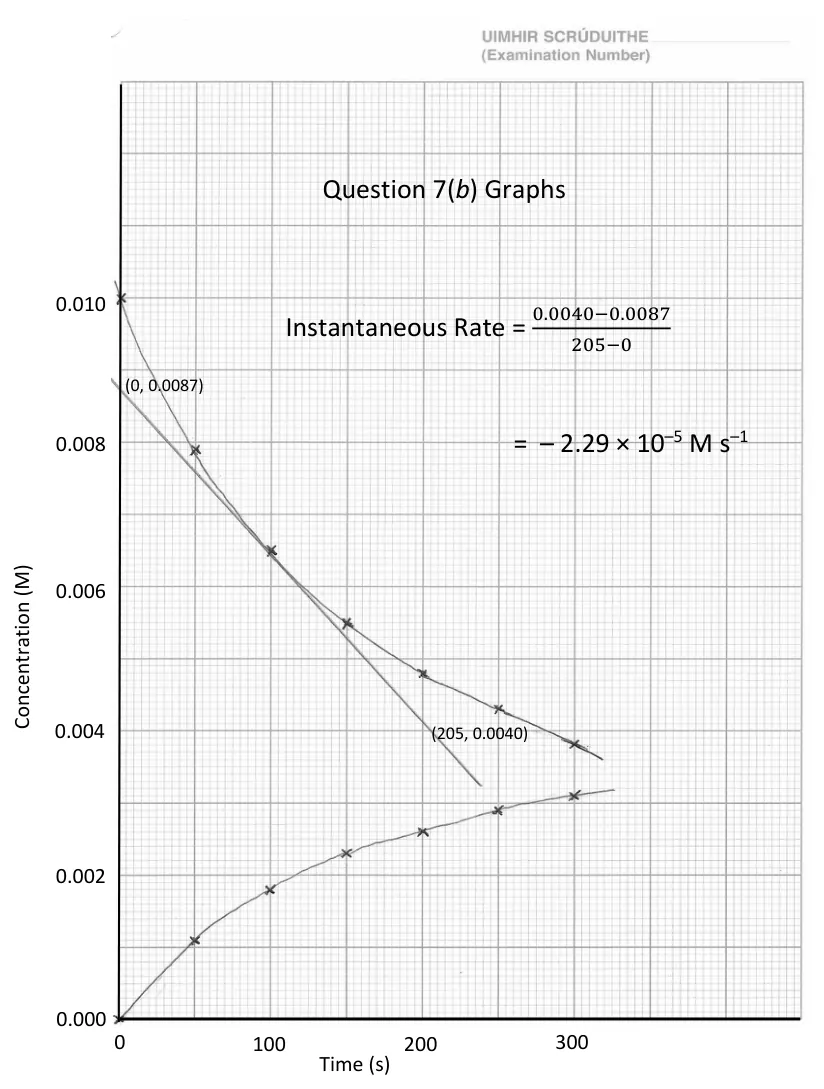 UIMHIR SCRÚDUITHE
(Examination Number)
Question 7(b) Graphs
0.010
Instantaneous Rate = 0.0040−0.0087
205−0
(0, 0.0087)
= – 2.29 × 10⁻⁵ M s⁻¹
0.008
0.006
Concentration (M)
0.004
(205, 0.0040)
0.002
0.000
0
100
200
300
Time (s)